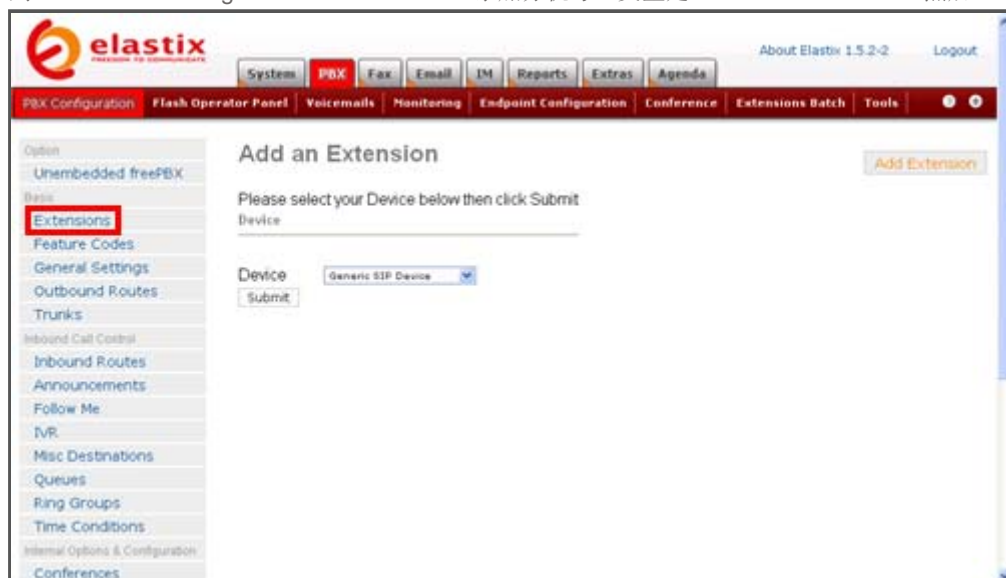 elastix
FREEDOM TO COMMUNICATE
About Elastix 1.5.2-2 Logout
System PBX Fax Email IM Reports Extras Agenda
PBX Configuration Flash Operator Panel Voicemails Monitoring Endpoint Configuration Conference Extensions Batch Tools
Option
Unembedded freePBX
Basic
Extensions
Feature Codes
General Settings
Outbound Routes
Trunks
Inbound Call Control
Inbound Routes
Announcements
Follow Me
IVR
Misc Destinations
Queues
Ring Groups
Time Conditions
Internal Options & Configuration
Conferences
Add an Extension
Add Extension
Please select your Device below then click Submit
Device
Device Generic SIP Device
Submit